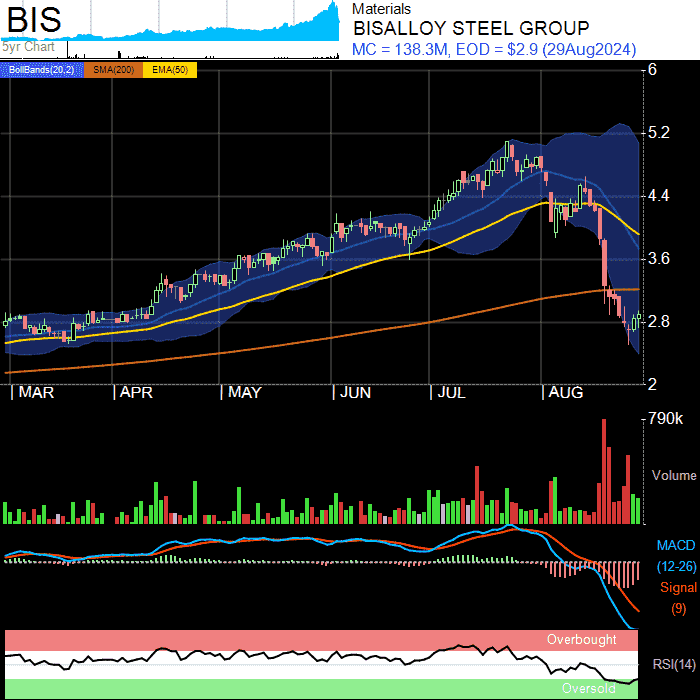 BIS
5yr Chart
Materials
BISALLOY STEEL GROUP
MC = 138.3M, EOD = $2.9 (29Aug2024)
BollBands(20,2) SMA(200) EMA(50)
6
5.2
4.4
3.6
2.8
2
MAR APR MAY JUN JUL AUG
790k
Volume
MACD
(12-26)
Signal
(9)
Overbought
RSI(14)
Oversold